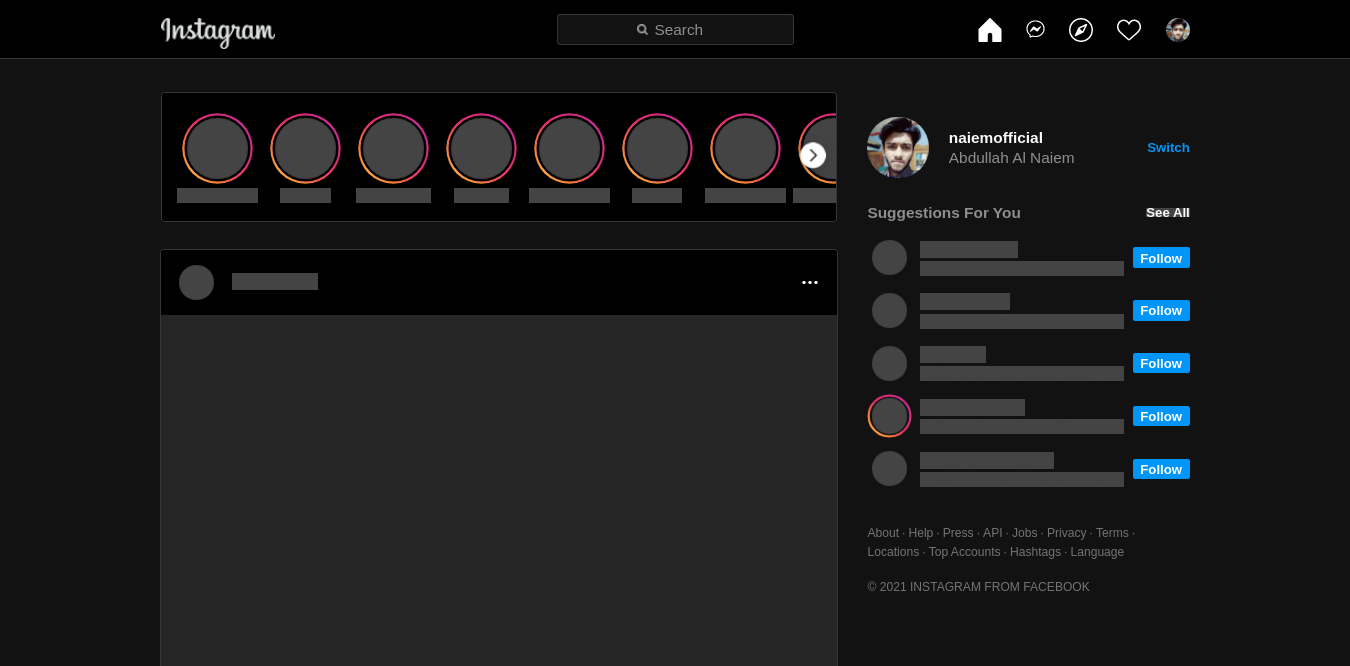 Instagram
Search
naiemofficial
Abdullah Al Naiem
Switch
Suggestions For You
See All
Follow
Follow
Follow
Follow
Follow
About · Help · Press · API · Jobs · Privacy · Terms ·
Locations · Top Accounts · Hashtags · Language
© 2021 INSTAGRAM FROM FACEBOOK